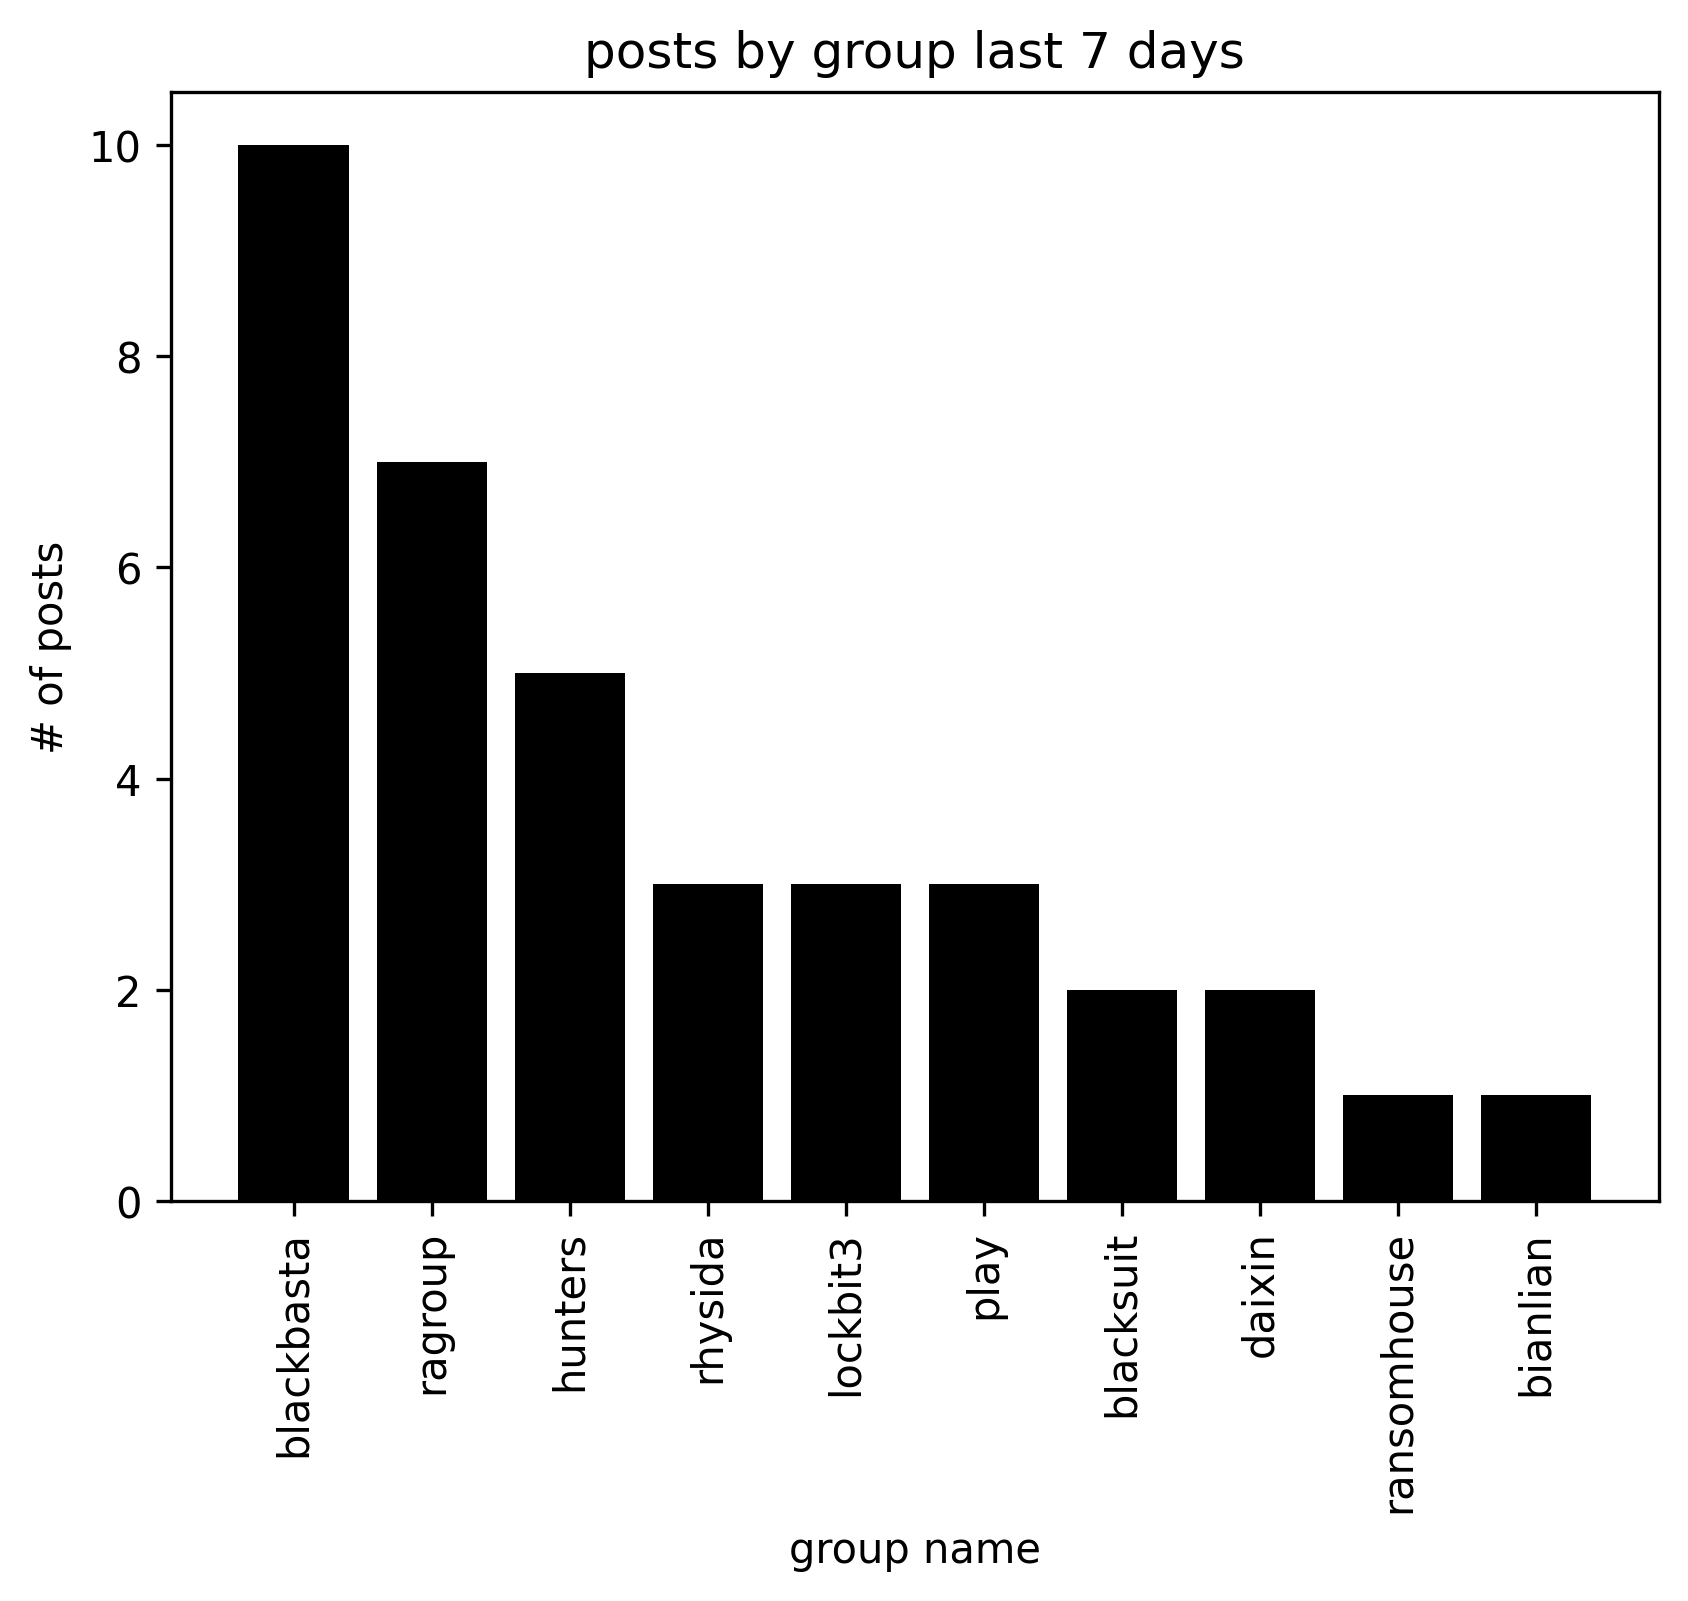 posts by group last 7 days
10
8
6
4
2
0
# of posts
blackbasta
ragroup
hunters
rhysida
lockbit3
play
blacksuit
daixin
ransomhouse
bianlian
group name